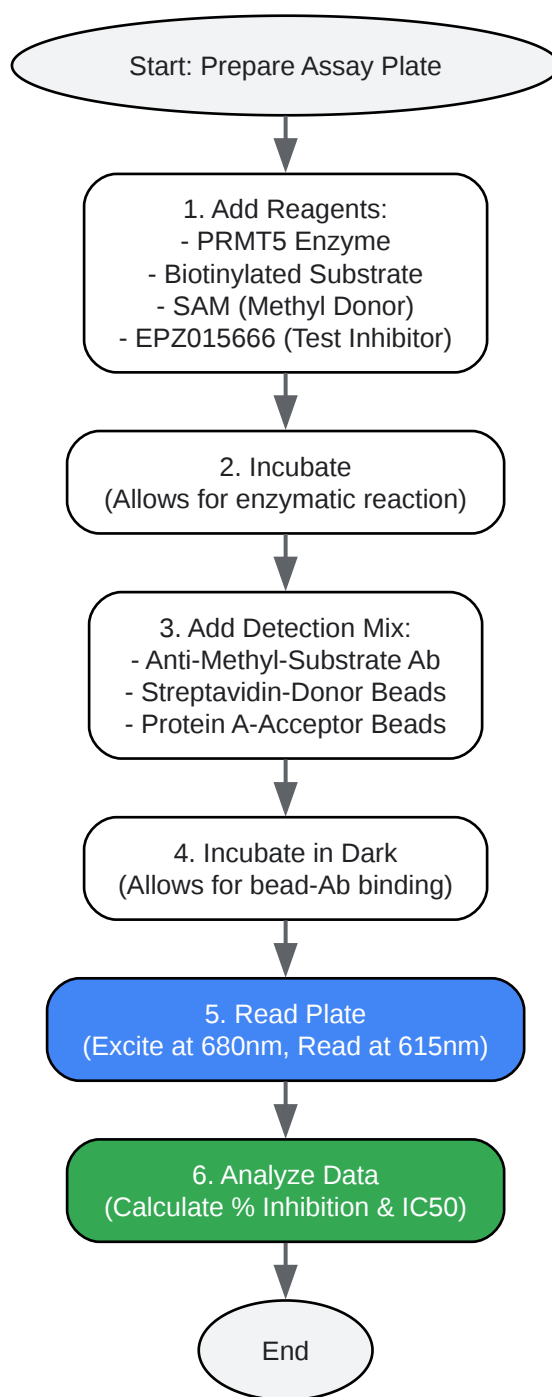 Start: Prepare Assay Plate
1. Add Reagents:
- PRMT5 Enzyme
- Biotinylated Substrate
- SAM (Methyl Donor)
- EPZ015666 (Test Inhibitor)
2. Incubate
(Allows for enzymatic reaction)
3. Add Detection Mix:
- Anti-Methyl-Substrate Ab
- Streptavidin-Donor Beads
- Protein A-Acceptor Beads
4. Incubate in Dark
(Allows for bead-Ab binding)
5. Read Plate
(Excite at 680nm, Read at 615nm)
6. Analyze Data
(Calculate % Inhibition & IC50)
End